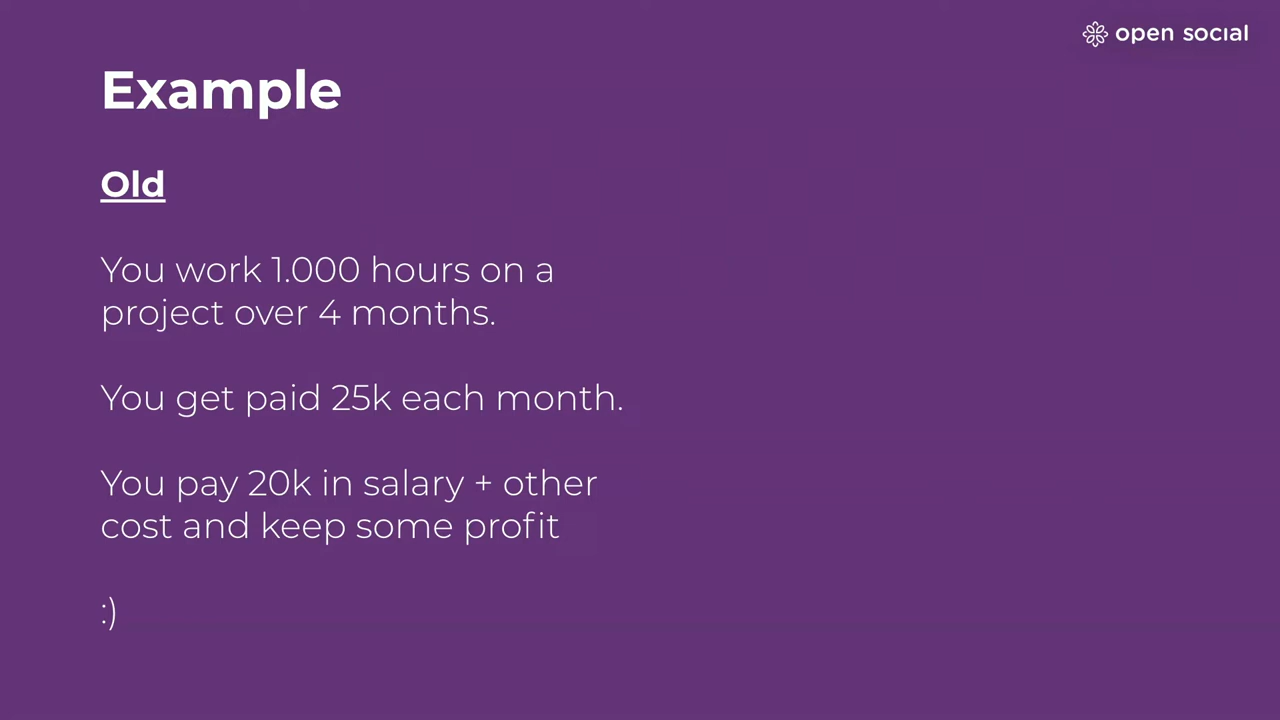 open social
Example
Old
You work 1.000 hours on a
project over 4 months.
You get paid 25k each month.
You pay 20k in salary + other
cost and keep some profit
:)